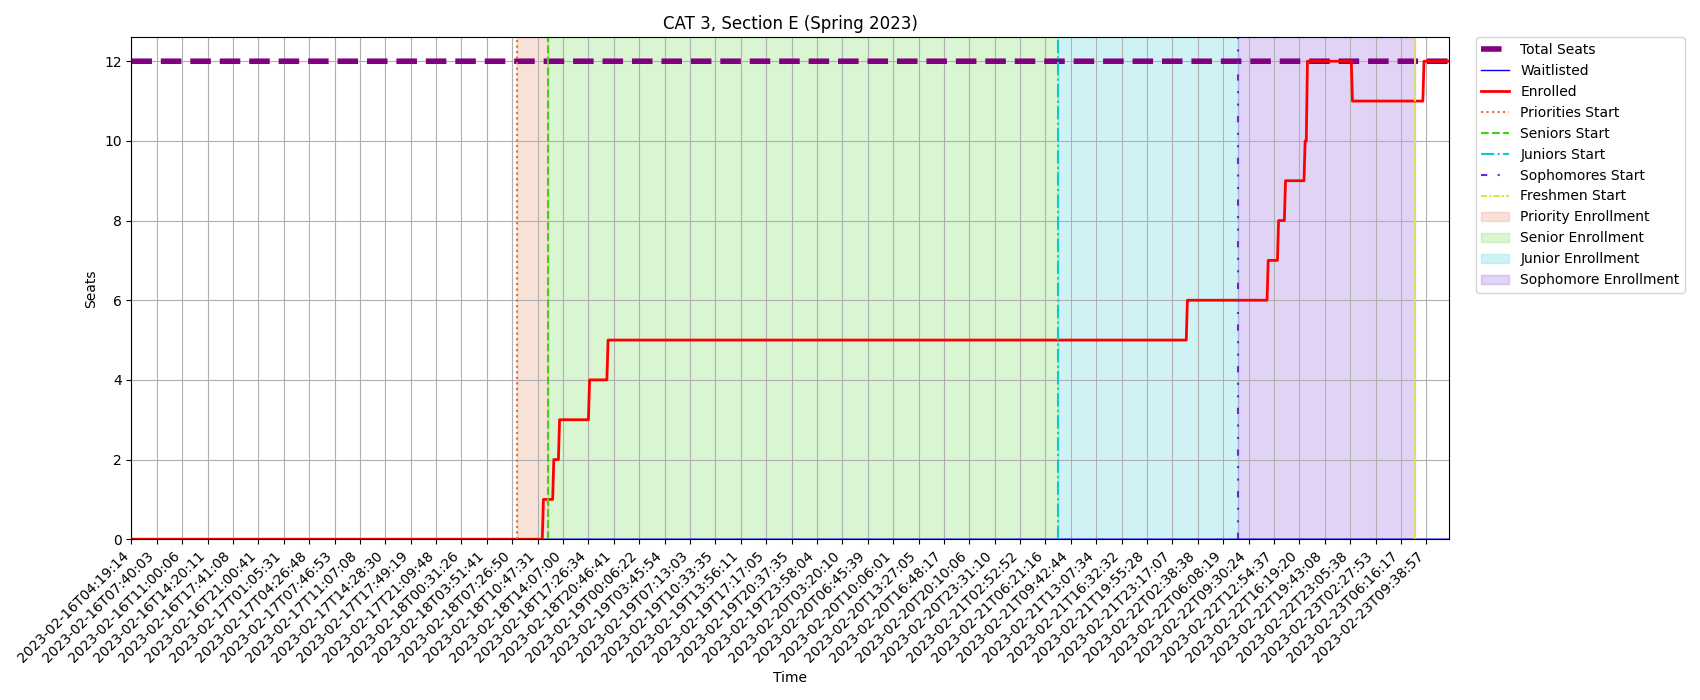 CAT 3, Section E (Spring 2023)
Seats
12
10
8
6
4
2
0
2023-02-16T04:19:14
2023-02-16T07:40:03
2023-02-16T11:00:06
2023-02-16T14:20:11
2023-02-16T17:41:08
2023-02-16T21:00:41
2023-02-17T01:05:31
2023-02-17T04:26:48
2023-02-17T07:46:53
2023-02-17T11:07:08
2023-02-17T14:28:30
2023-02-17T17:49:19
2023-02-17T21:09:48
2023-02-18T00:31:26
2023-02-18T03:51:41
2023-02-18T07:26:50
2023-02-18T10:47:31
2023-02-18T14:07:00
2023-02-18T17:26:34
2023-02-18T20:46:41
2023-02-19T00:06:22
2023-02-19T03:45:54
2023-02-19T07:13:03
2023-02-19T10:33:35
2023-02-19T13:56:11
2023-02-19T17:17:05
2023-02-19T20:37:35
2023-02-19T23:58:04
2023-02-20T03:20:10
2023-02-20T06:45:39
2023-02-20T10:06:01
2023-02-20T13:27:05
2023-02-20T16:48:17
2023-02-20T20:10:06
2023-02-20T23:31:10
2023-02-21T02:52:52
2023-02-21T06:21:16
2023-02-21T09:42:44
2023-02-21T13:07:34
2023-02-21T16:32:32
2023-02-21T19:55:28
2023-02-21T23:17:07
2023-02-22T02:38:38
2023-02-22T06:08:19
2023-02-22T09:30:24
2023-02-22T12:54:37
2023-02-22T16:19:20
2023-02-22T19:43:08
2023-02-22T23:05:38
2023-02-23T02:27:53
2023-02-23T06:16:17
2023-02-23T09:38:57
Time
Total Seats
Waitlisted
Enrolled
Priorities Start
Seniors Start
Juniors Start
Sophomores Start
Freshmen Start
Priority Enrollment
Senior Enrollment
Junior Enrollment
Sophomore Enrollment